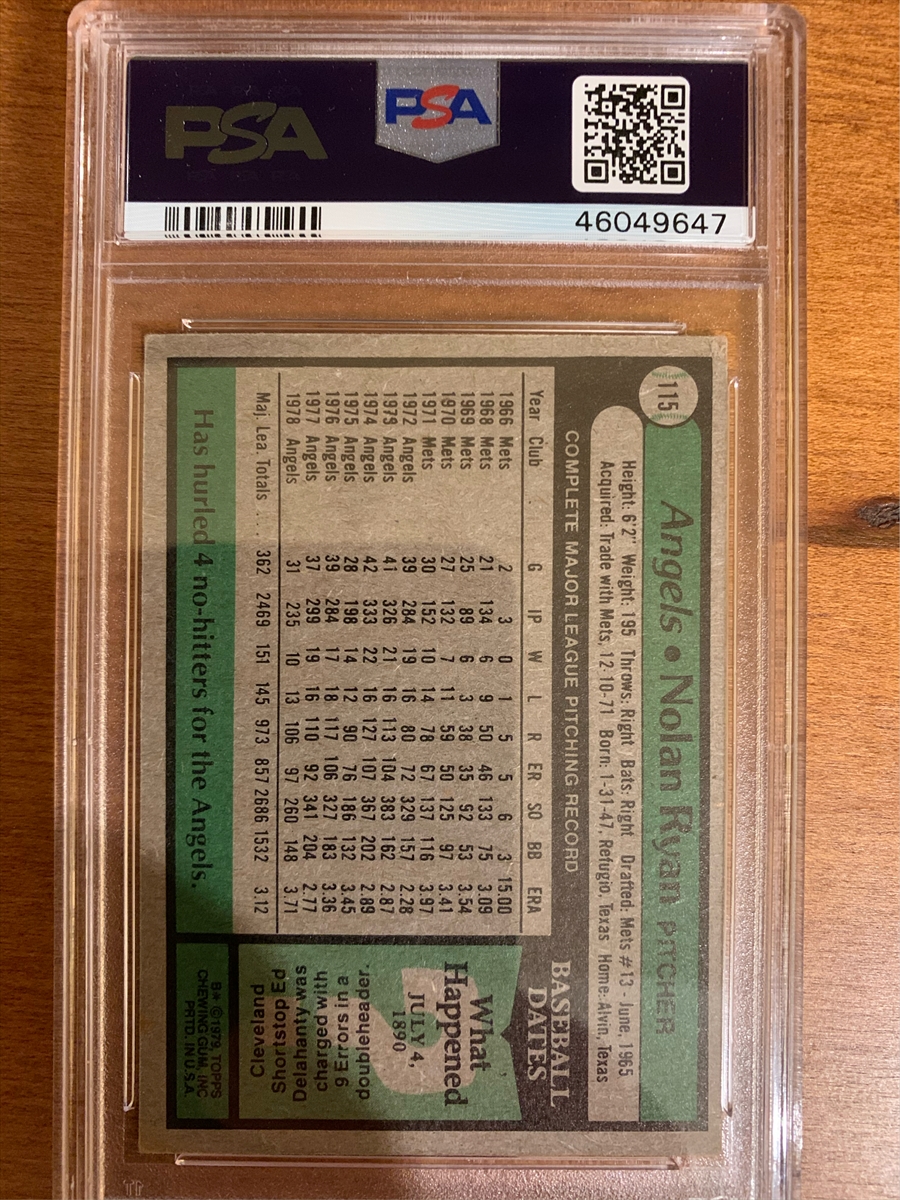 PSA
PSA
46049647
115
Angels • Nolan Ryan PITCHER
Height: 6'2" Weight: 195 Throws: Right Bats: Right Drafted: Mets #13 - June, 1965
Acquired: Trade with Mets, 12-10-71 Born: 1-31-47, Refugio, Texas Home: Alvin, Texas
COMPLETE MAJOR LEAGUE PITCHING RECORD
Year Club G IP W L R ER SO BB ERA
1966 Mets 2 3 0 1 5 5 6 3 15.00
1968 Mets 21 134 6 9 50 46 133 75 3.09
1969 Mets 25 89 6 3 38 35 92 53 3.54
1970 Mets 27 132 7 11 59 50 125 97 3.41
1971 Mets 30 152 10 14 78 67 137 116 3.97
1972 Angels 39 284 19 16 80 72 329 157 2.28
1973 Angels 41 326 21 16 113 104 383 162 2.87
1974 Angels 42 333 22 16 127 107 367 202 2.89
1975 Angels 28 198 14 12 90 76 186 132 3.45
1976 Angels 39 284 17 18 117 106 327 183 3.36
1977 Angels 37 299 19 16 110 92 341 204 2.77
1978 Angels 31 235 10 13 106 97 260 148 3.71
Maj. Lea. Totals ... 362 2469 151 145 973 857 2686 1532 3.12
Has hurled 4 no-hitters for the Angels.
BASEBALL
DATES
What
Happened
JULY 4,
1890
Cleveland
Shortstop Ed
Delahanty was
charged with
9 Errors in a
doubleheader.
B* © 1979, TOPPS
CHEWING GUM, INC
PRTD. IN U.S.A.